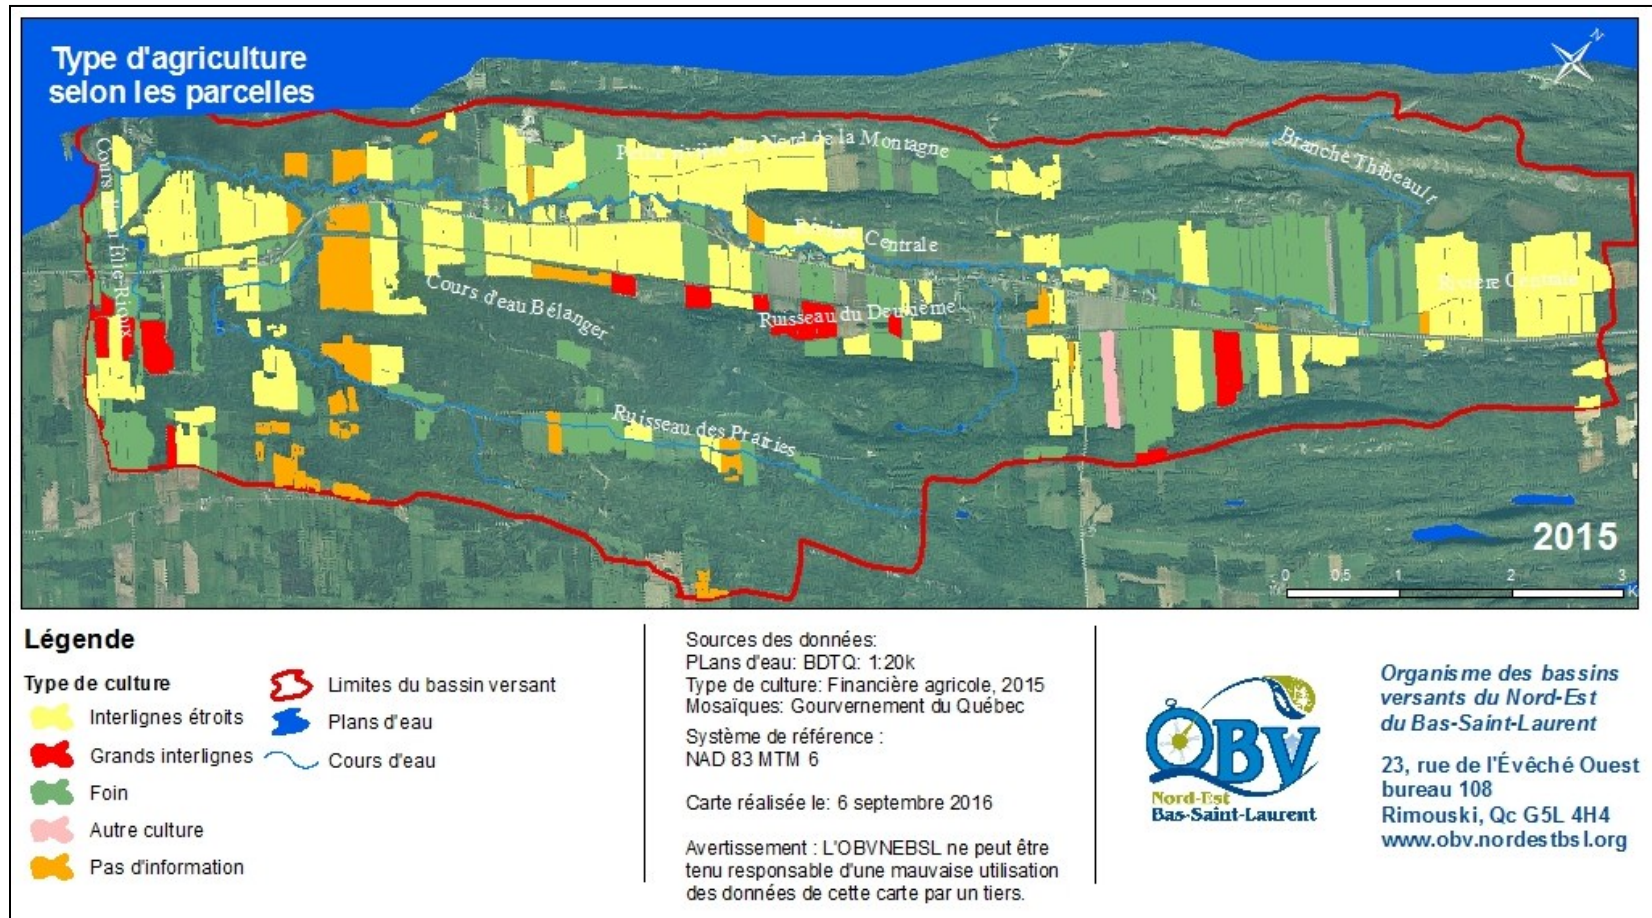 Type d'agriculture
selon les parcelles
N
Cours d'eau Élie-Rioux
Petite rivière du Nord de la Montagne
Branche Thibeault
Rivière Centrale
Rivière Centrale
Cours d'eau Bélanger
Ruisseau du Deuxième
Ruisseau des Prairies
2015
0 0,5 1 2 3
K
Légende
Type de culture
Interlignes étroits
Grands interlignes
Foin
Autre culture
Pas d'information
Limites du bassin versant
Plans d'eau
Cours d'eau
Sources des données:
PLans d'eau: BDTQ: 1:20k
Type de culture: Financière agricole, 2015
Mosaïques: Gourvernement du Québec
Système de référence :
NAD 83 MTM 6
Carte réalisée le: 6 septembre 2016
Avertissement : L'OBVNEBSL ne peut être
tenu responsable d'une mauvaise utilisation
des données de cette carte par un tiers.
OBV
Nord-Est
Bas-Saint-Laurent
Organisme des bassins
versants du Nord-Est
du Bas-Saint-Laurent
23, rue de l'Évêché Ouest
bureau 108
Rimouski, Qc G5L 4H4
www.obv.nordestbsl.org